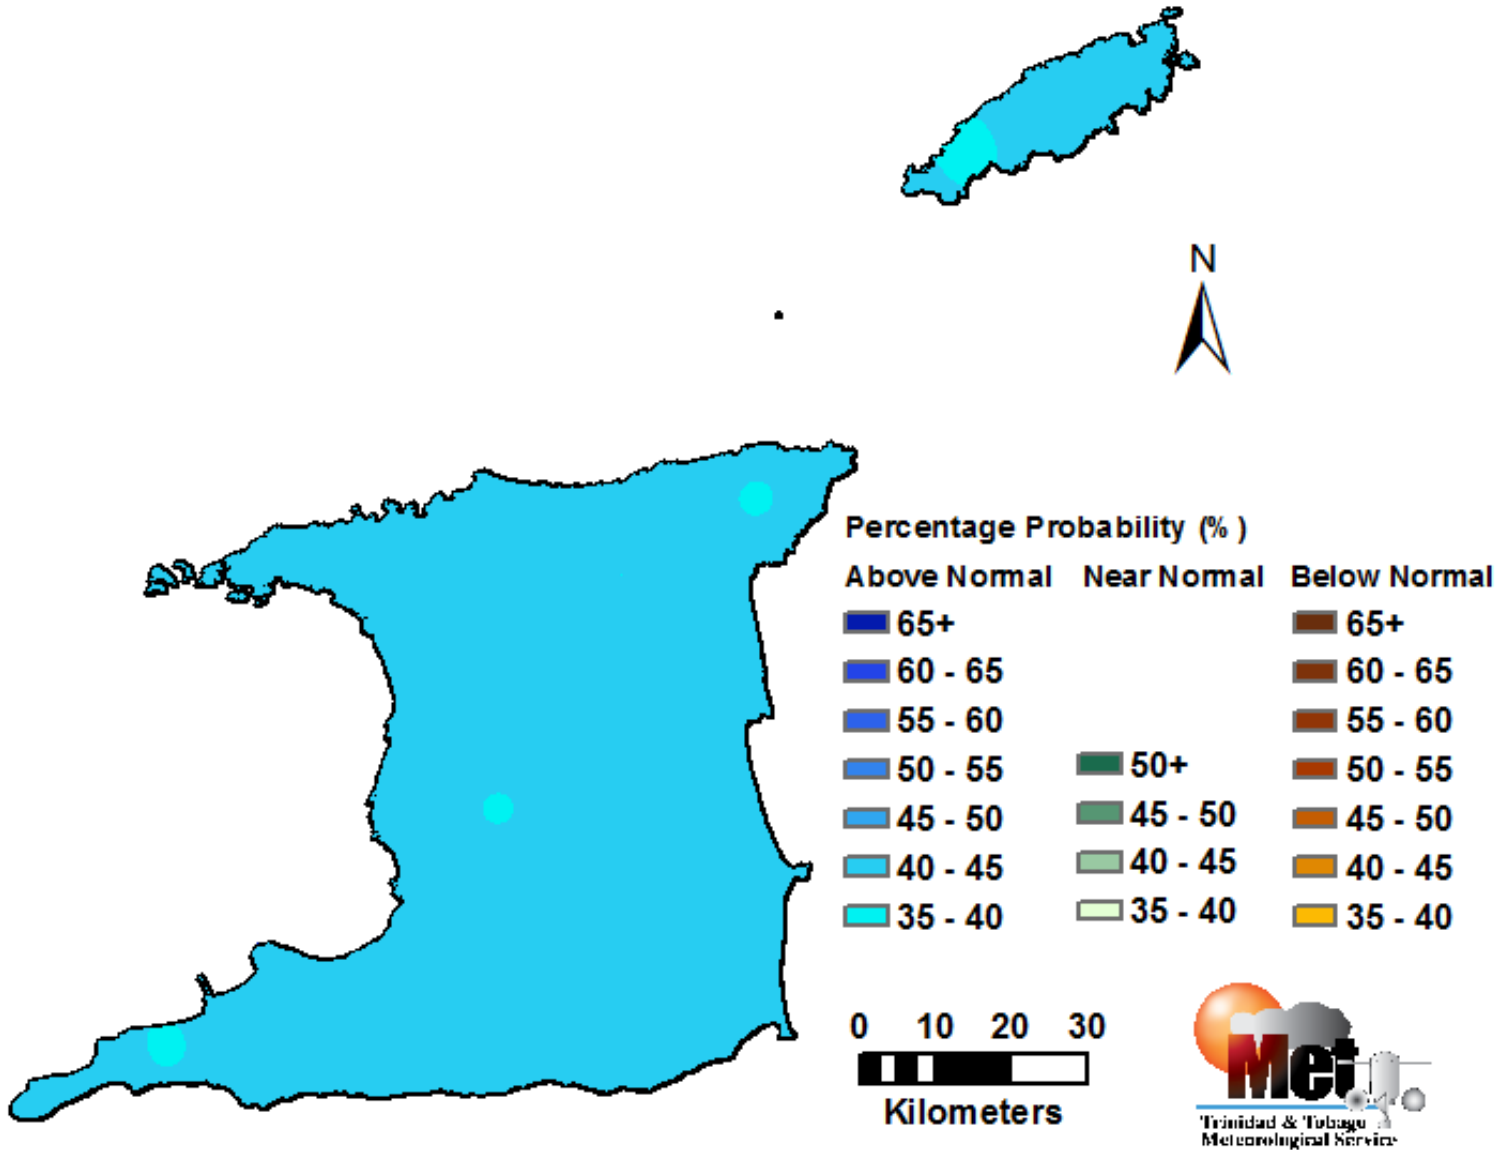 N
Percentage Probability (% )
Above Normal Near Normal Below Normal
65+ 65+
60 - 65 60 - 65
55 - 60 55 - 60
50 - 55 50+ 50 - 55
45 - 50 45 - 50 45 - 50
40 - 45 40 - 45 40 - 45
35 - 40 35 - 40 35 - 40
0 10 20 30
Kilometers
Met
Trinidad & Tobago
Meteorological Service